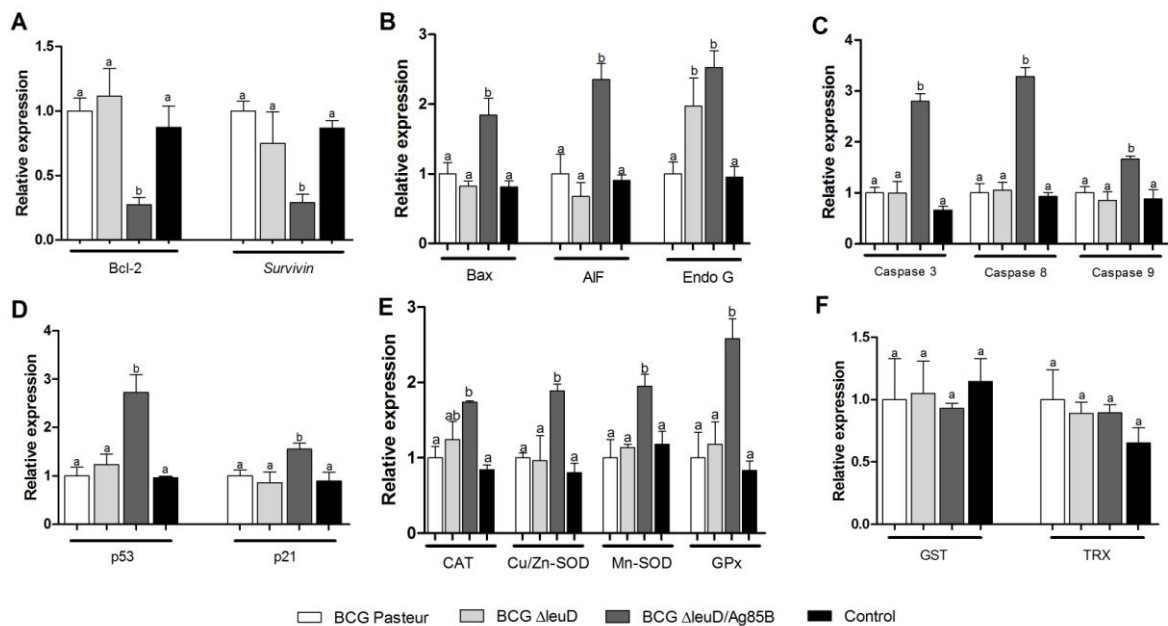 A
Relative expression
1.5
1.0
0.5
0.0
a a b a
a a b a
Bcl-2 Survivin
B
Relative expression
3
2
1
0
a a b a
a a b a
a b b a
Bax AIF Endo G
C
Relative expression
4
3
2
1
0
a a b a
a a b a
a a b a
Caspase 3 Caspase 8 Caspase 9
D
Relative expression
4
3
2
1
0
a a b a
a a b a
p53 p21
E
Relative expression
3
2
1
0
a ab b a
a a b a
a a b a
a a b a
CAT Cu/Zn-SOD Mn-SOD GPx
F
Relative expression
1.5
1.0
0.5
0.0
a a a a
a a a a
GST TRX
BCG Pasteur BCG ΔleuD BCG ΔleuD/Ag85B Control